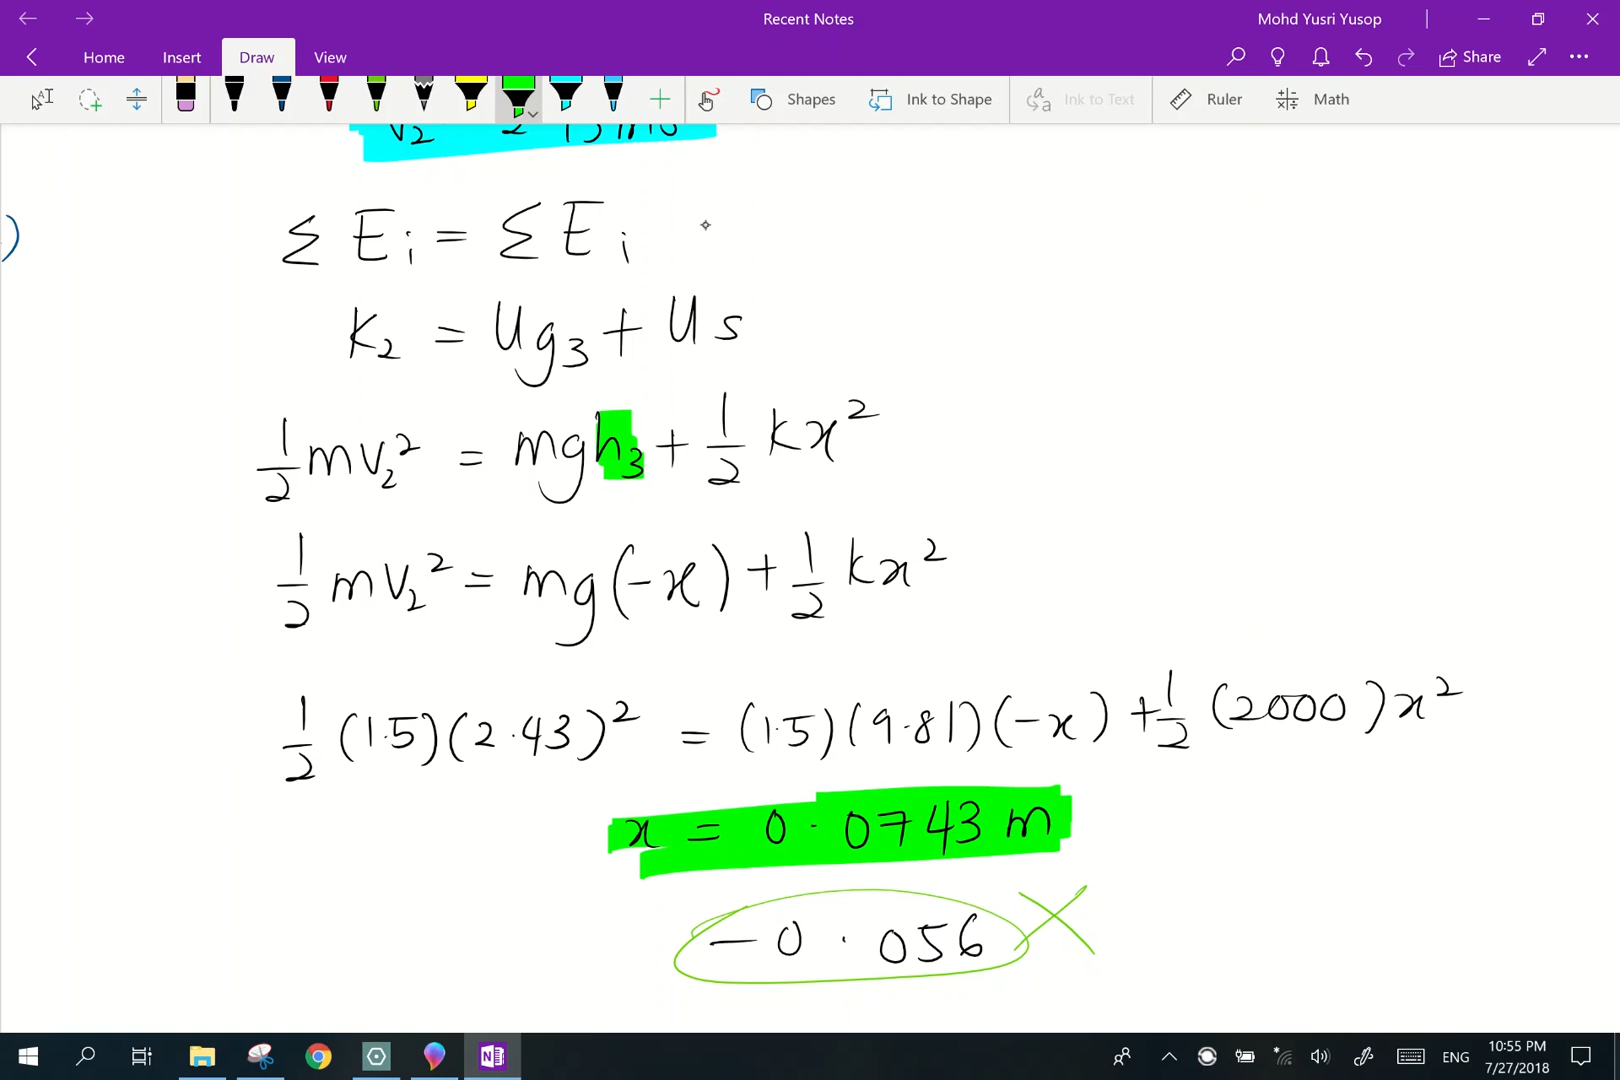 Recent Notes
Mohd Yusri Yusop
Home Insert Draw View
Share
Shapes Ink to Shape Ink to Text Ruler Math
)
Σ E i = Σ E i
K₂ = Ug₃ + Us
1/2 mv₂² = mgh₃ + 1/2 kx²
1/2 mv₂² = mg(-x) + 1/2 kx²
1/2 (1.5)(2.43)² = (1.5)(9.81)(-x) + 1/2 (2000)x²
x = 0.0743 m
-0.056 X
ENG
10:55 PM
7/27/2018